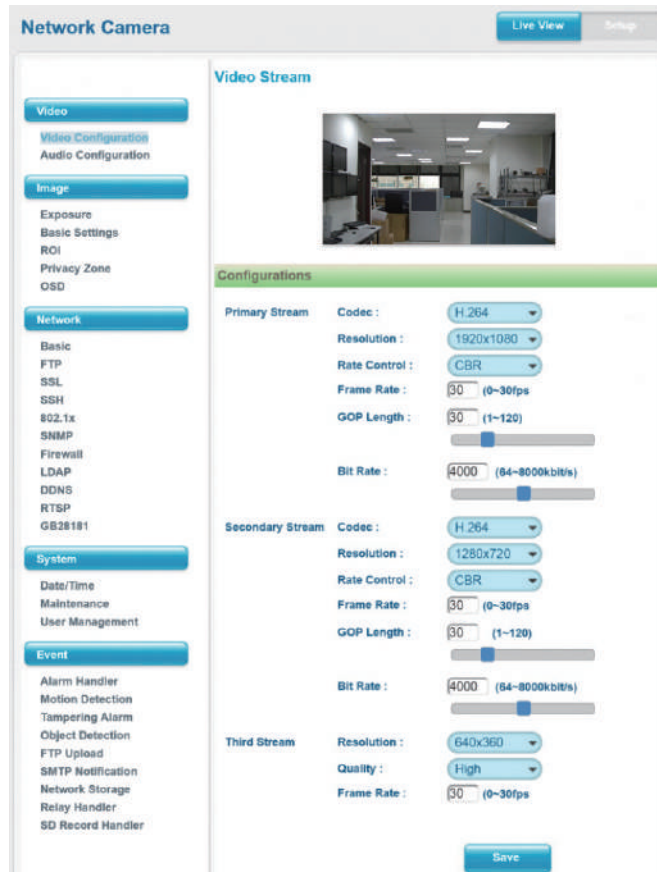 Network Camera
Live View Setup
Video
Video Configuration
Audio Configuration
Image
Exposure
Basic Settings
ROI
Privacy Zone
OSD
Network
Basic
FTP
SSL
SSH
802.1x
SNMP
Firewall
LDAP
DDNS
RTSP
GB28181
System
Date/Time
Maintenance
User Management
Event
Alarm Handler
Motion Detection
Tampering Alarm
Object Detection
FTP Upload
SMTP Notification
Network Storage
Relay Handler
SD Record Handler
Video Stream
Configurations
Primary Stream Codec : H.264
Resolution : 1920x1080
Rate Control : CBR
Frame Rate : 30 (0~30fps
GOP Length : 30 (1~120)
Bit Rate : 4000 (64~8000kbit/s)
Secondary Stream Codec : H.264
Resolution : 1280x720
Rate Control : CBR
Frame Rate : 30 (0~30fps
GOP Length : 30 (1~120)
Bit Rate : 4000 (64~8000kbit/s)
Third Stream Resolution : 640x360
Quality : High
Frame Rate : 30 (0~30fps
Save